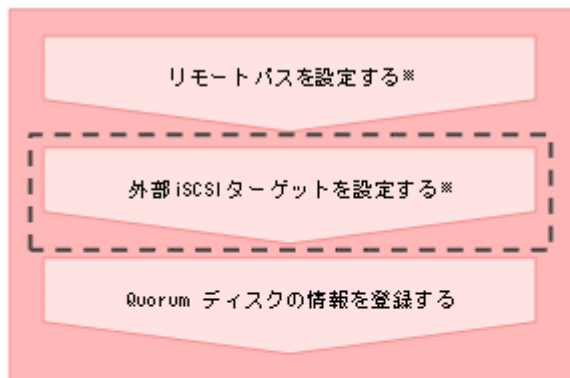 リモートパスを設定する※
外部iSCSIターゲットを設定する※
Quorum ディスクの情報を登録する